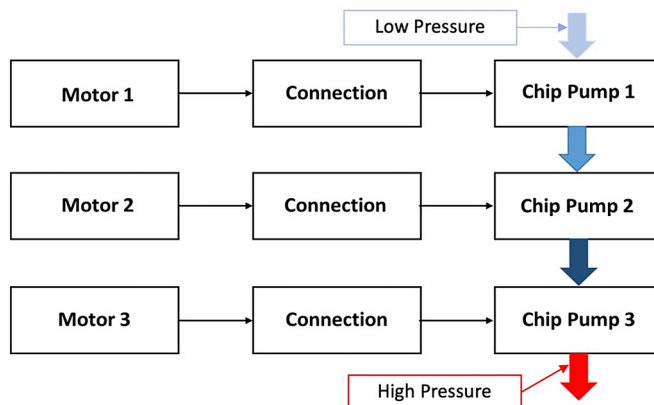 Low Pressure
Motor 1
Connection
Chip Pump 1
Motor 2
Connection
Chip Pump 2
Motor 3
Connection
Chip Pump 3
High Pressure